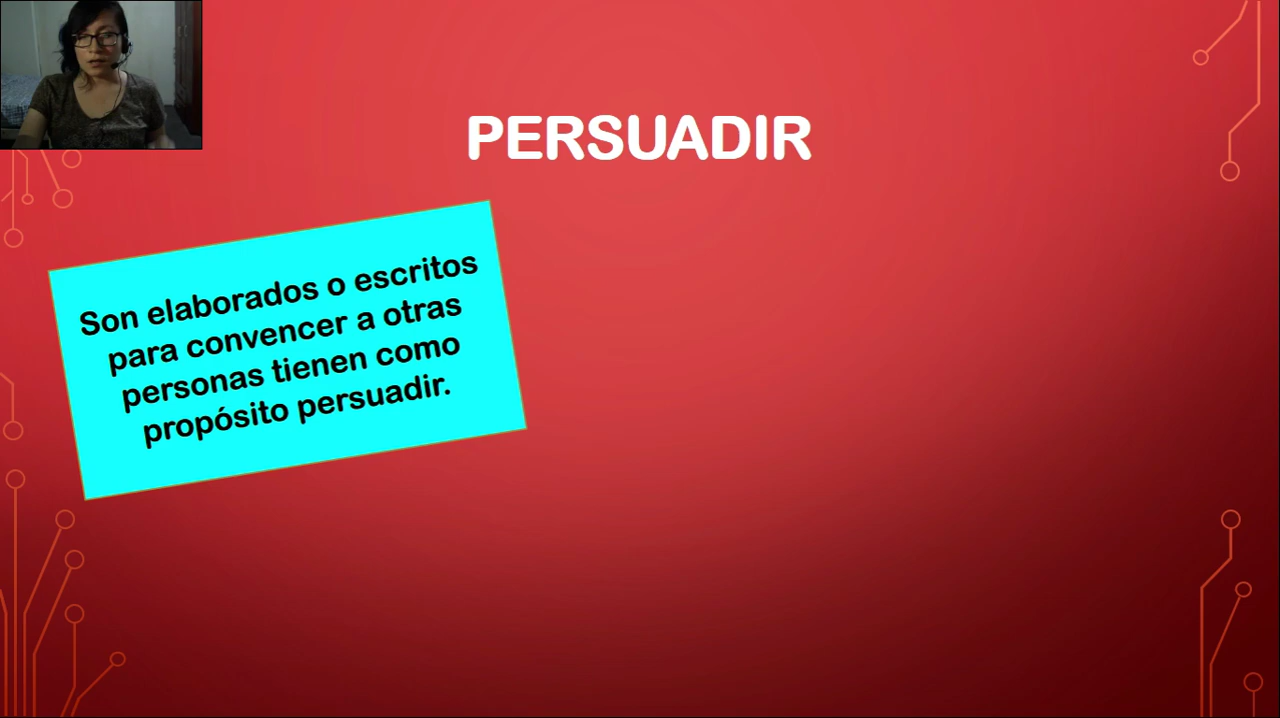 PERSUADIR
Son elaborados o escritos
para convencer a otras
personas tienen como
propósito persuadir.